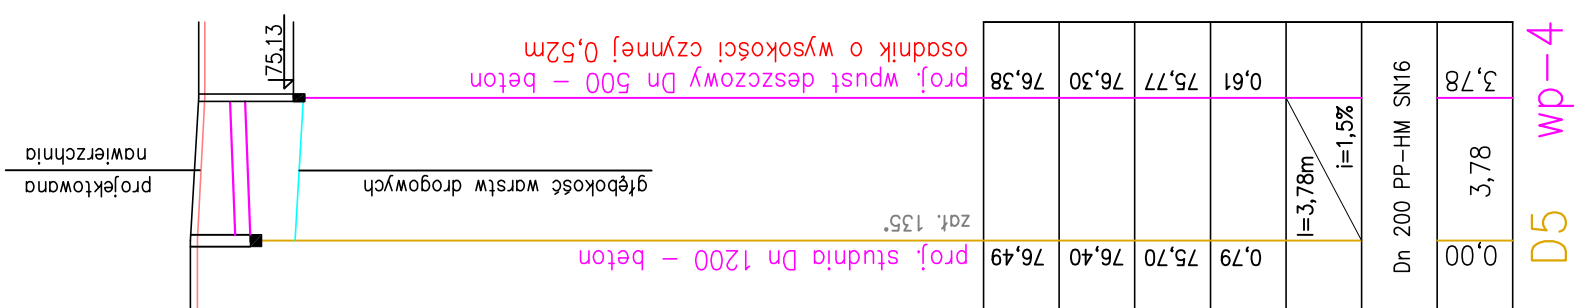 75,13
osadnik o wysokości czynnej 0,52m
proj. wpust deszczowy Dn 500 – beton
76,38
76,30
75,77
0,61
3,78
wp-4
nawierzchnia
projektowana
głębokość warstw drogowych
l=3,78m
i=1,5%
Dn 200 PP-HM SN16
3,78
zał. 135°
proj. studnia Dn 1200 – beton
76,49
76,40
75,70
0,79
0,00
D5